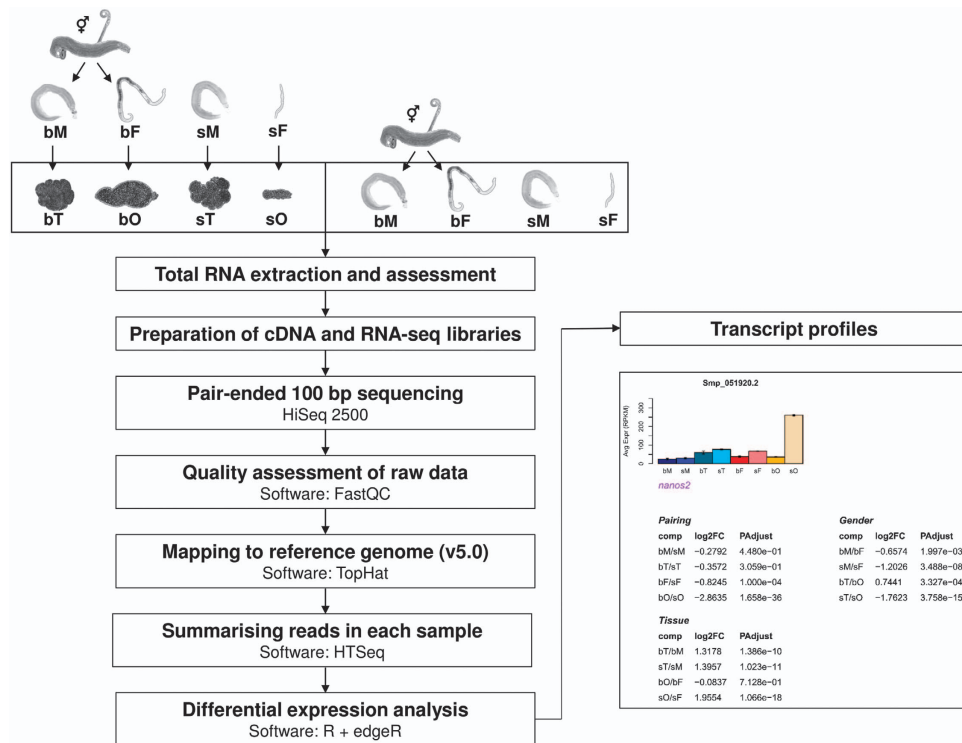 ⚥
bM bF sM sF
⚥
bT bO sT sO
bM bF sM sF
Total RNA extraction and assessment
Preparation of cDNA and RNA-seq libraries
Pair-ended 100 bp sequencing
HiSeq 2500
Quality assessment of raw data
Software: FastQC
Mapping to reference genome (v5.0)
Software: TopHat
Summarising reads in each sample
Software: HTSeq
Differential expression analysis
Software: R + edgeR
Transcript profiles
Smp_051920.2
Avg Expr (RPKM)
300
200
100
0
bM sM bT sT bF sF bO sO
nanos2
Pairing
comp log2FC PAdjust
bM/sM −0.2792 4.480e−01
bT/sT −0.3572 3.059e−01
bF/sF −0.8245 1.000e−04
bO/sO −2.8635 1.658e−36
Gender
comp log2FC PAdjust
bM/bF −0.6574 1.997e−03
sM/sF −1.2026 3.488e−08
bT/bO 0.7441 3.327e−04
sT/sO −1.7623 3.758e−15
Tissue
comp log2FC PAdjust
bT/bM 1.3178 1.386e−10
sT/sM 1.3957 1.023e−11
bO/bF −0.0837 7.128e−01
sO/sF 1.9554 1.066e−18